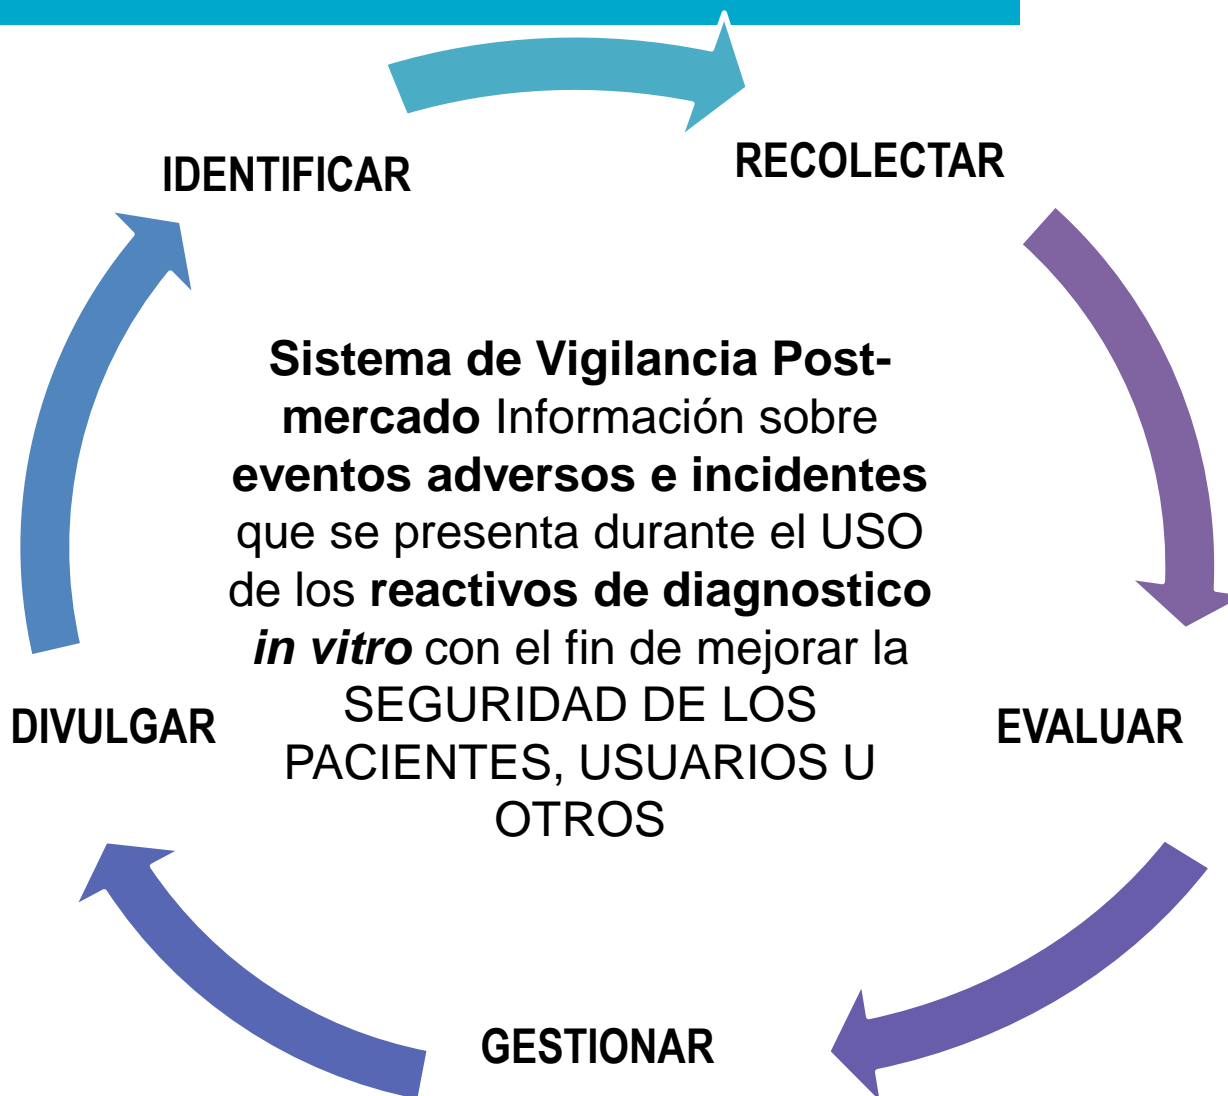 IDENTIFICAR
RECOLECTAR
Sistema de Vigilancia Post-
mercado Información sobre
eventos adversos e incidentes
que se presenta durante el USO
de los reactivos de diagnostico
in vitro con el fin de mejorar la
SEGURIDAD DE LOS
PACIENTES, USUARIOS U
OTROS
DIVULGAR
EVALUAR
GESTIONAR